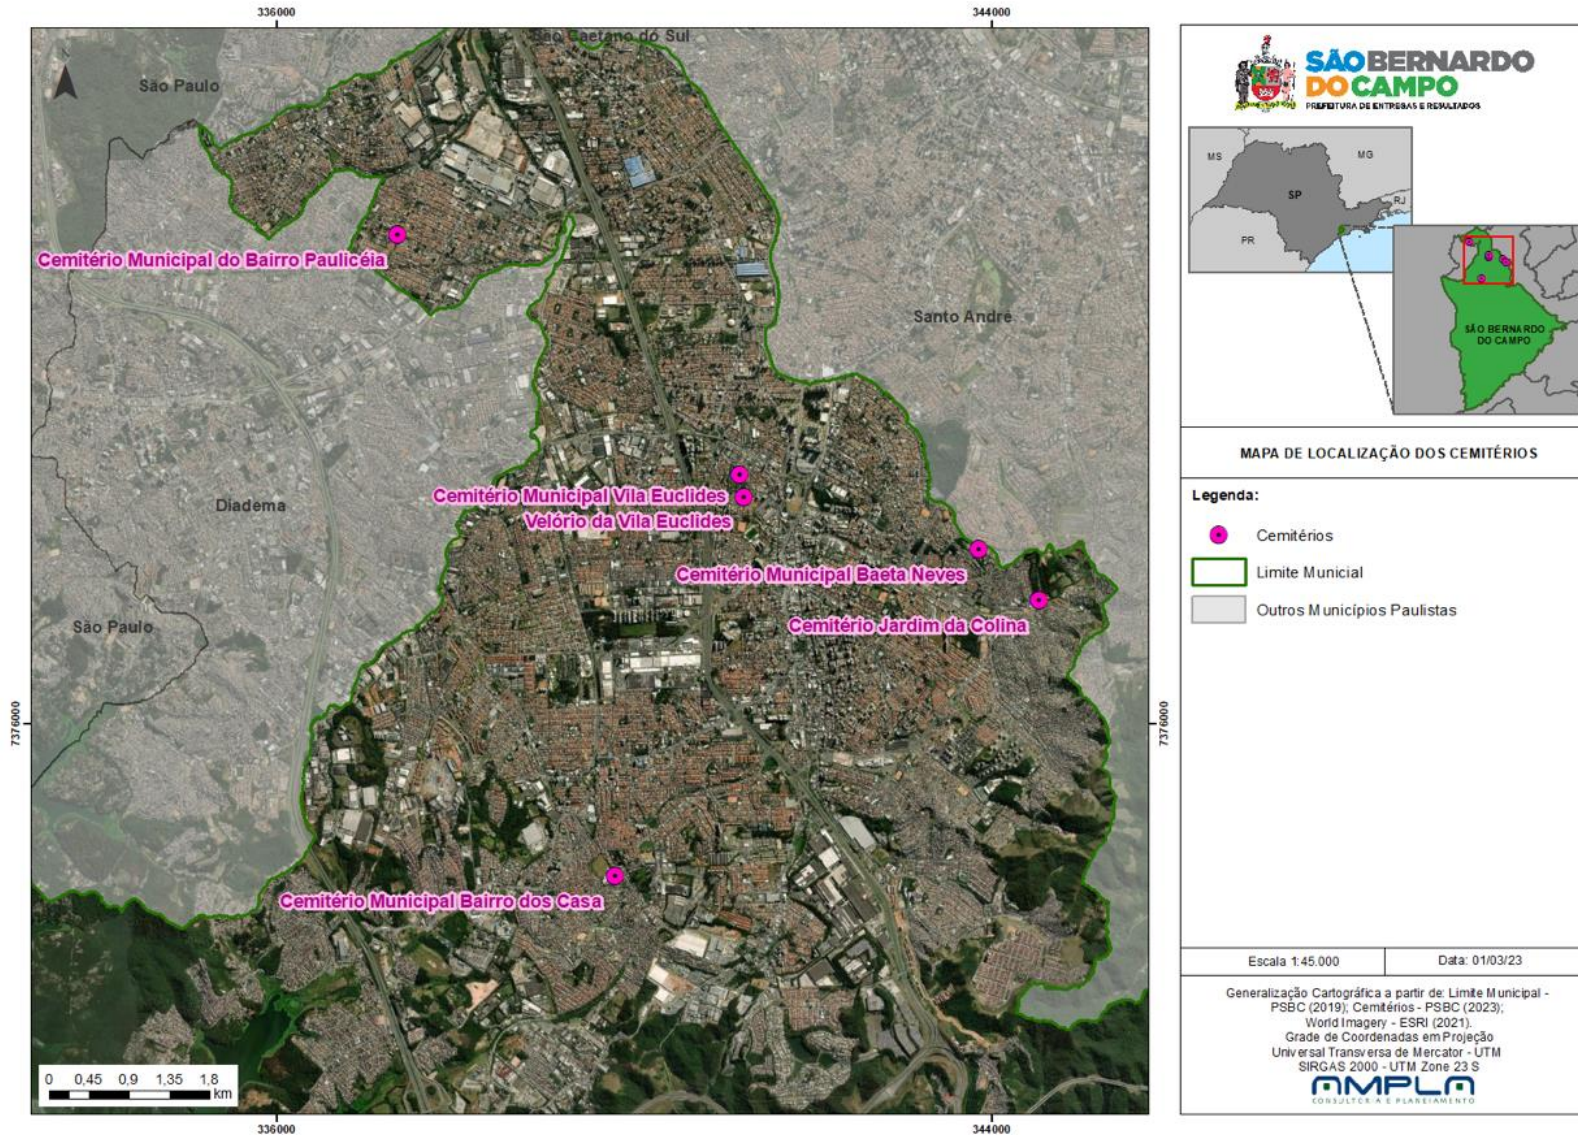 336000
344000
São Caetano do Sul
São Paulo
Cemitério Municipal do Bairro Paulicéia
Santo André
Cemitério Municipal Vila Euclides
Diadema
Velório da Vila Euclides
Cemitério Municipal Baeta Neves
São Paulo
Cemitério Jardim da Colina
7376000
7376000
Cemitério Municipal Bairro dos Casa
0 0,45 0,9 1,35 1,8
km
336000
344000
N
SÃO BERNARDO
DO CAMPO
PREFEITURA DE ENTREGAS E RESULTADOS
MS
MG
SP
RJ
PR
SÃO BERNARDO
DO CAMPO
MAPA DE LOCALIZAÇÃO DOS CEMITÉRIOS
Legenda:
Cemitérios
Limite Municial
Outros Municípios Paulistas
Escala 1:45.000
Data: 01/03/23
Generalização Cartográfica a partir de: Limite Municipal -
PSBC (2019); Cemitérios - PSBC (2023);
World Imagery - ESRI (2021).
Grade de Coordenadas em Projeção
Universal Transversa de Mercator - UTM
SIRGAS 2000 - UTM Zone 23 S
AMPLA
CONSULTORIA E PLANEJAMENTO